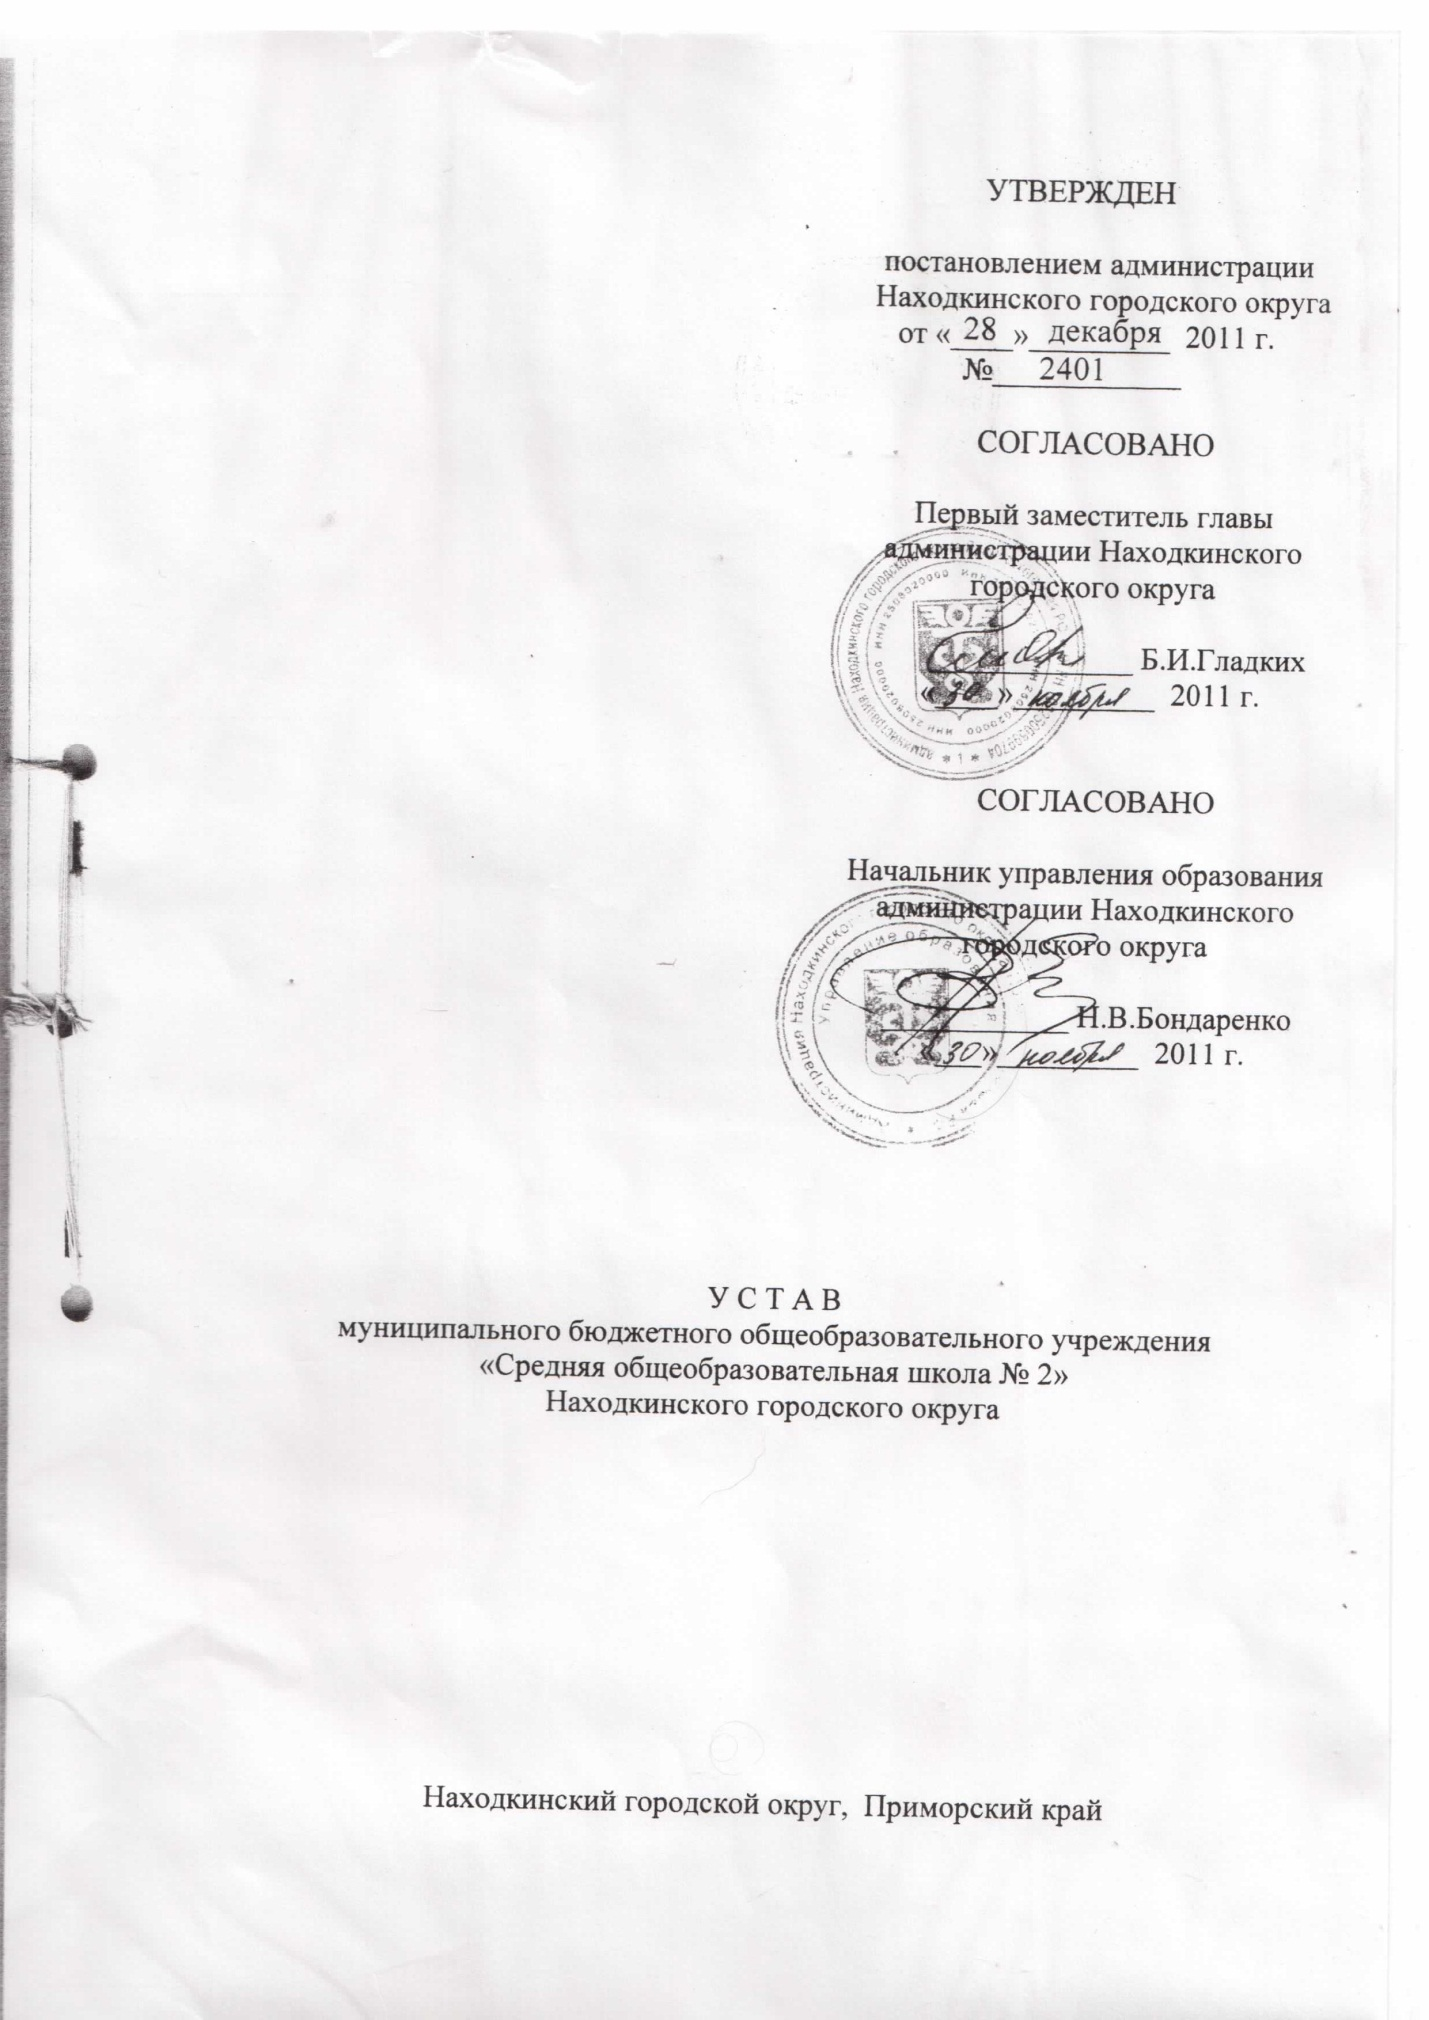 УТВЕРЖДЕН
постановлением администрации
Находкинского городского округа
от « 28 » декабря 2011 г.
№ 2401
СОГЛАСОВАНО
Первый заместитель главы
администрации Находкинского
городского округа
Б.И.Гладких
«30» ноября 2011 г.
СОГЛАСОВАНО
Начальник управления образования
администрации Находкинского
городского округа
Н.В.Бондаренко
«30» ноября 2011 г.
У С Т А В
муниципального бюджетного общеобразовательного учреждения
«Средняя общеобразовательная школа № 2»
Находкинского городского округа
Находкинский городской округ, Приморский край